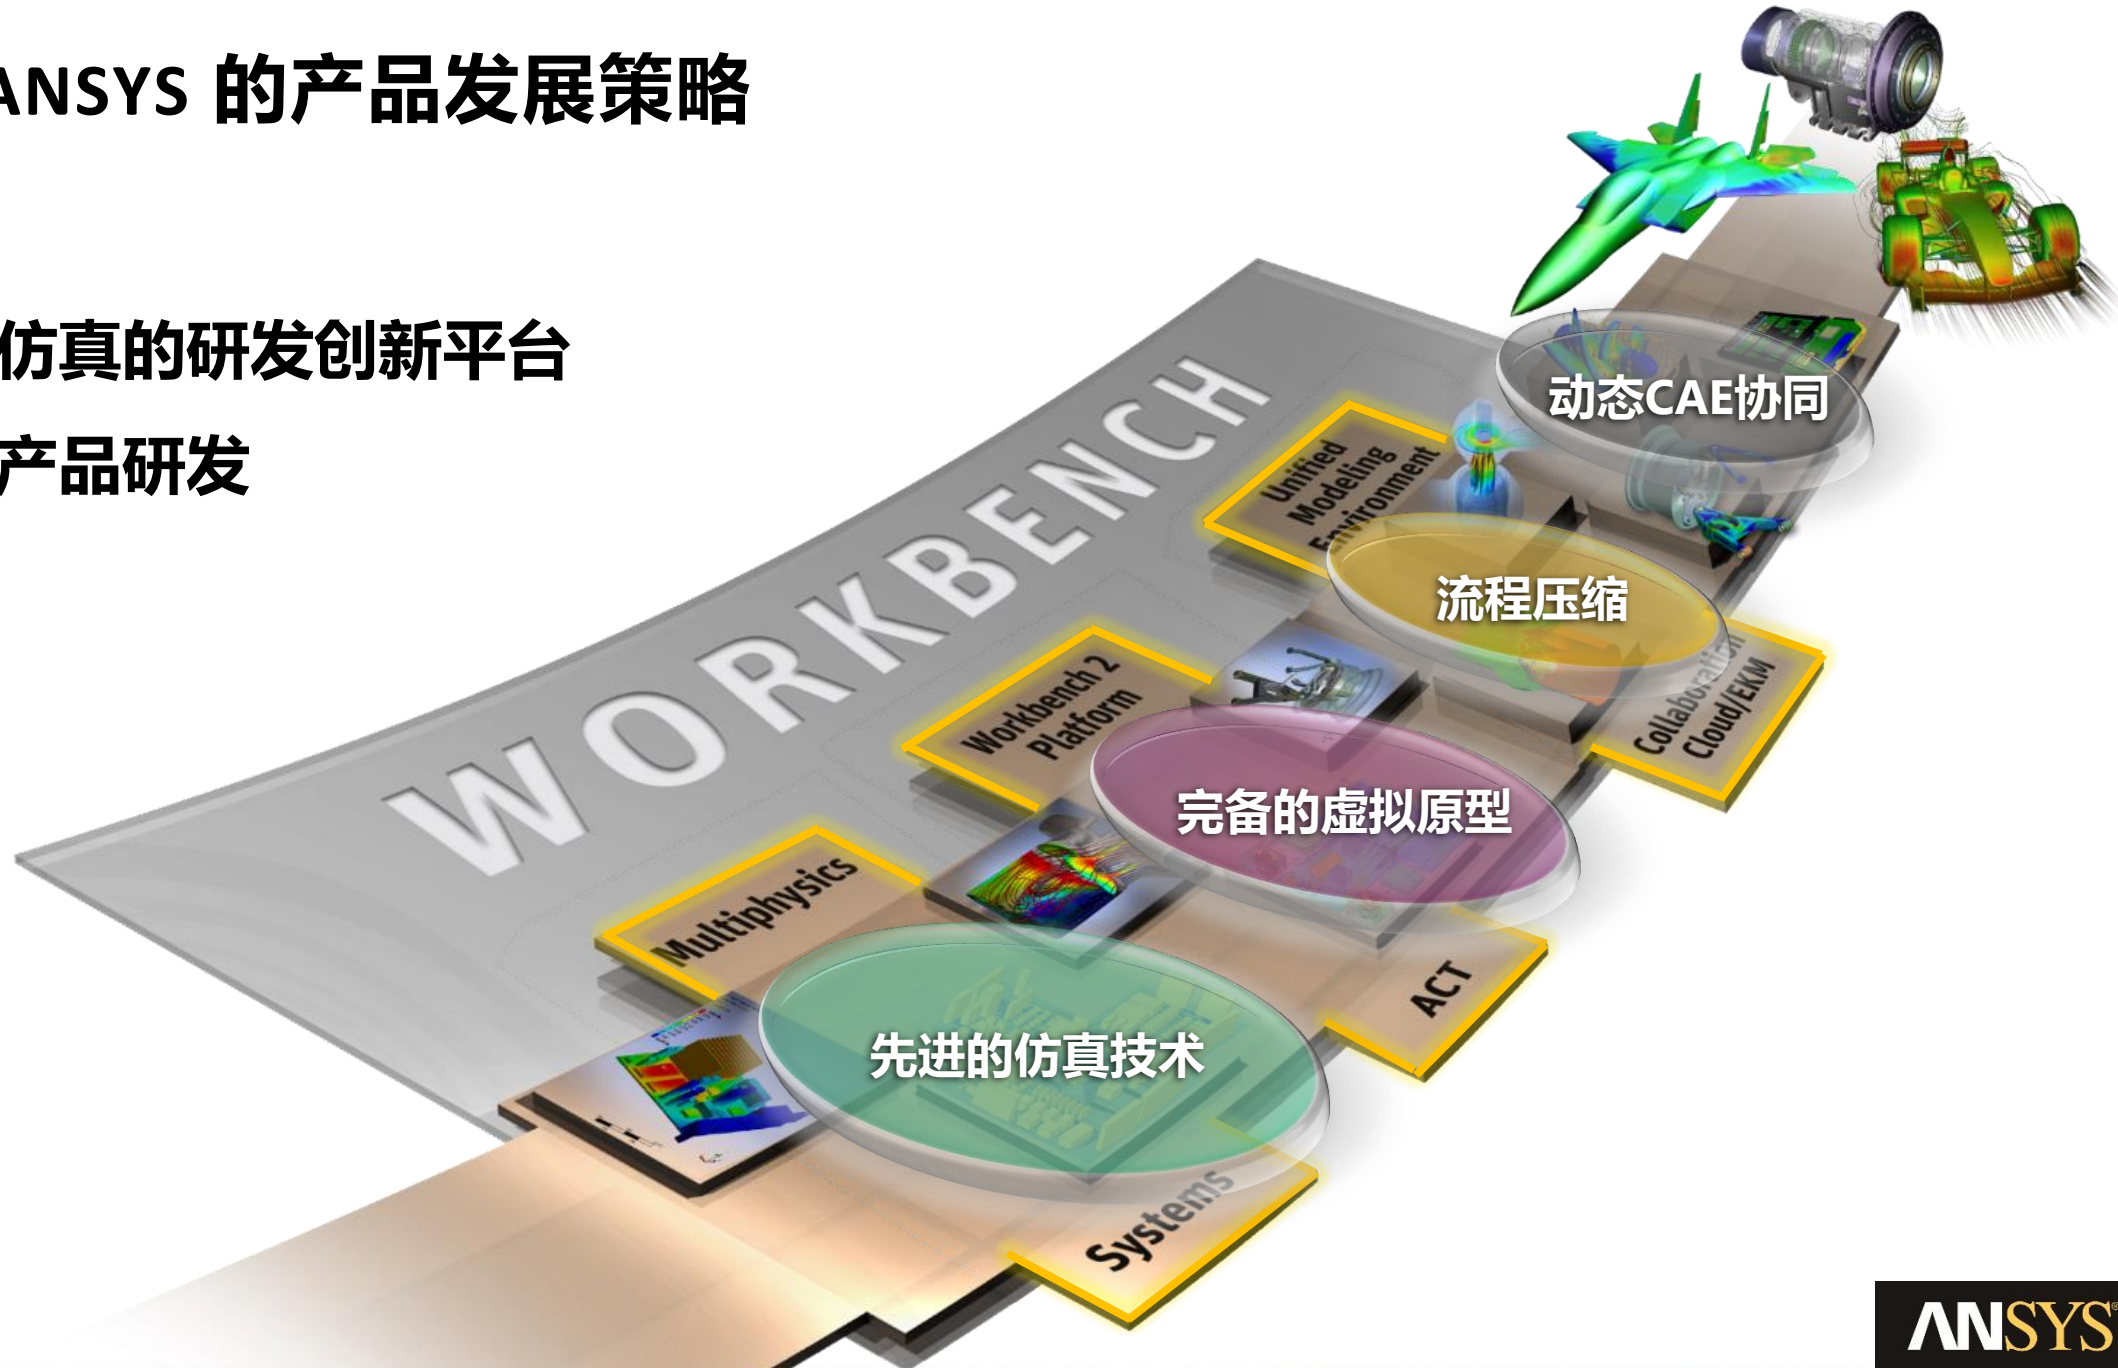 ANSYS 的产品发展策略
仿真的研发创新平台
产品研发
WORKBENCH
动态CAE协同
Unified
Modeling
Environment
流程压缩
Collaboration
Cloud/EKM
Workbench 2
Platform
完备的虚拟原型
Multiphysics
ACT
先进的仿真技术
Systems
ANSYS®